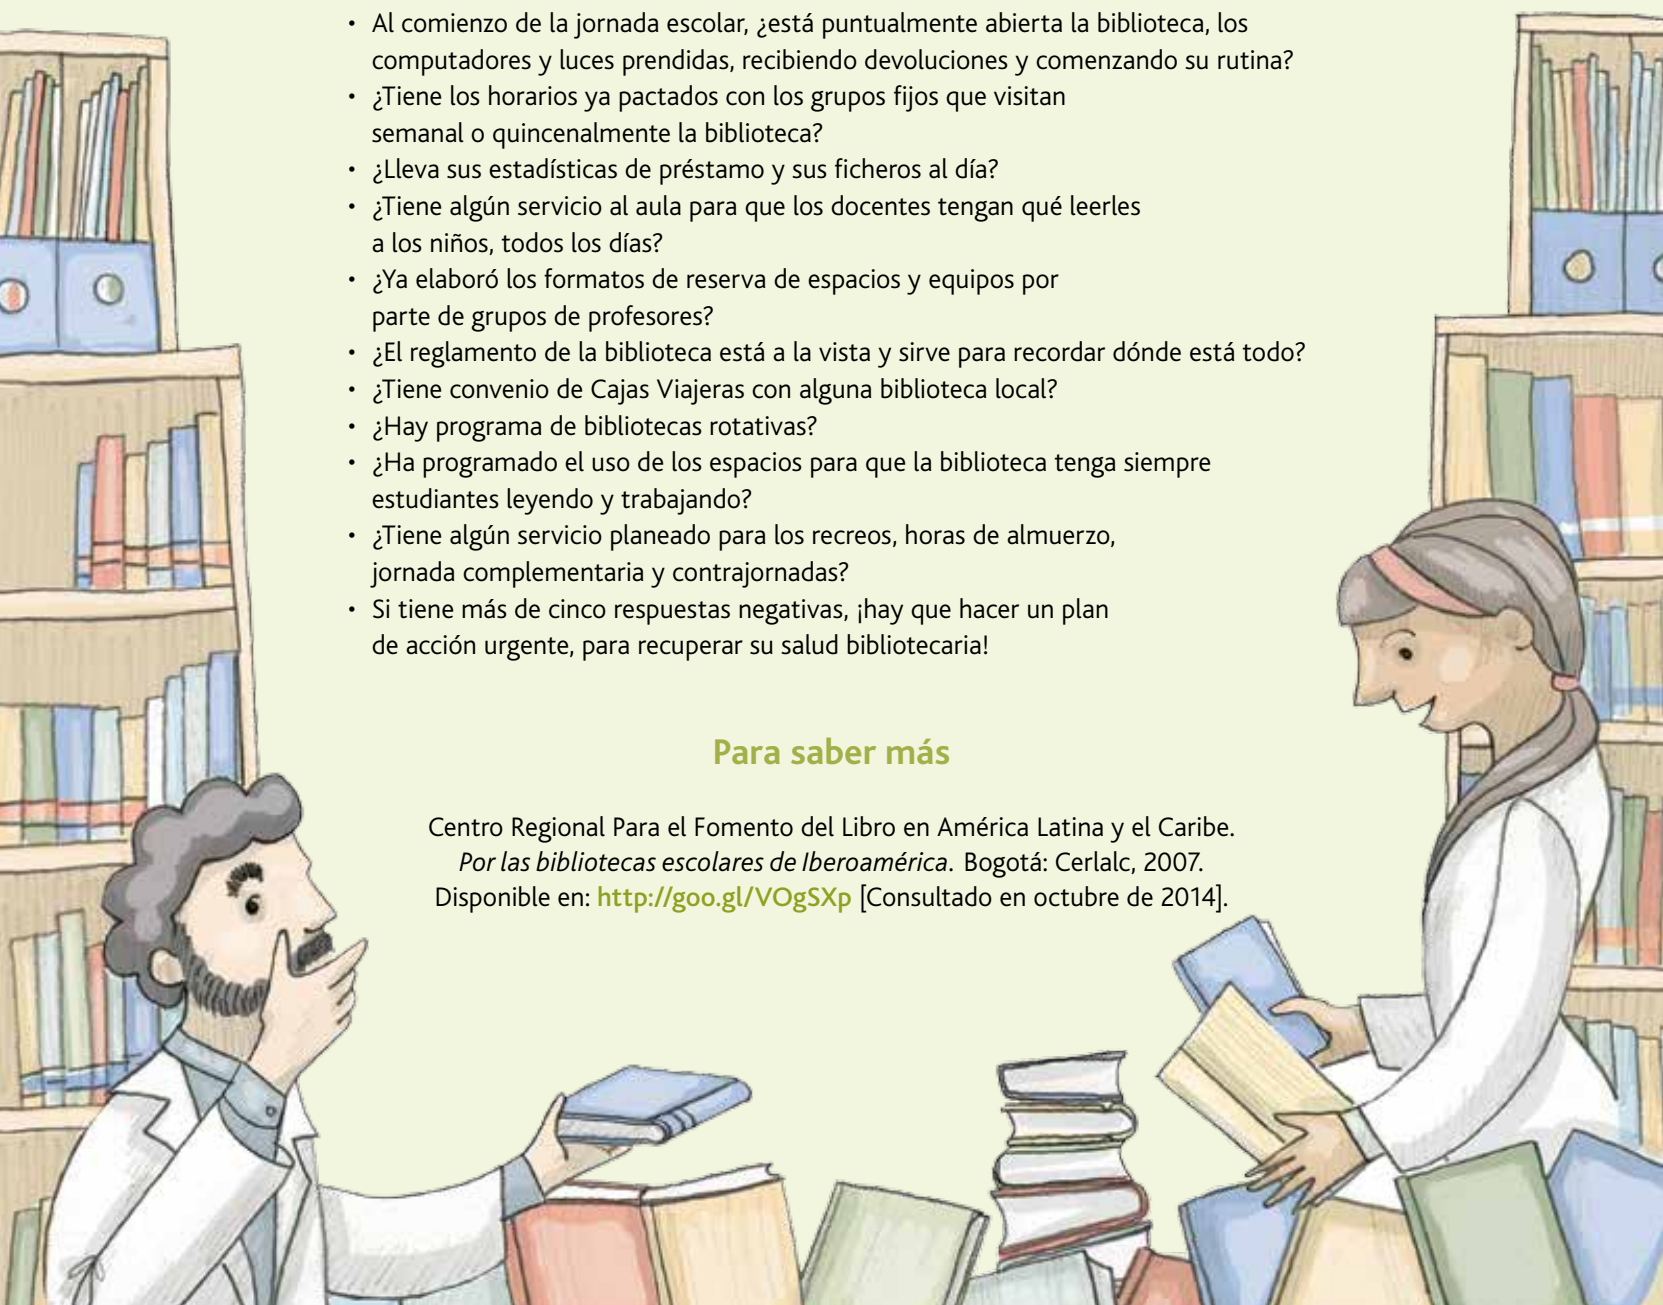 • Al comienzo de la jornada escolar, ¿está puntualmente abierta la biblioteca, los
computadores y luces prendidas, recibiendo devoluciones y comenzando su rutina?
• ¿Tiene los horarios ya pactados con los grupos fijos que visitan
semanal o quincenalmente la biblioteca?
• ¿Lleva sus estadísticas de préstamo y sus ficheros al día?
• ¿Tiene algún servicio al aula para que los docentes tengan qué leerles
a los niños, todos los días?
• ¿Ya elaboró los formatos de reserva de espacios y equipos por
parte de grupos de profesores?
• ¿El reglamento de la biblioteca está a la vista y sirve para recordar dónde está todo?
• ¿Tiene convenio de Cajas Viajeras con alguna biblioteca local?
• ¿Hay programa de bibliotecas rotativas?
• ¿Ha programado el uso de los espacios para que la biblioteca tenga siempre
estudiantes leyendo y trabajando?
• ¿Tiene algún servicio planeado para los recreos, horas de almuerzo,
jornada complementaria y contrajornadas?
• Si tiene más de cinco respuestas negativas, ¡hay que hacer un plan
de acción urgente, para recuperar su salud bibliotecaria!
Para saber más
Centro Regional Para el Fomento del Libro en América Latina y el Caribe.
Por las bibliotecas escolares de Iberoamérica. Bogotá: Cerlalc, 2007.
Disponible en: http://goo.gl/VOgSXp [Consultado en octubre de 2014].